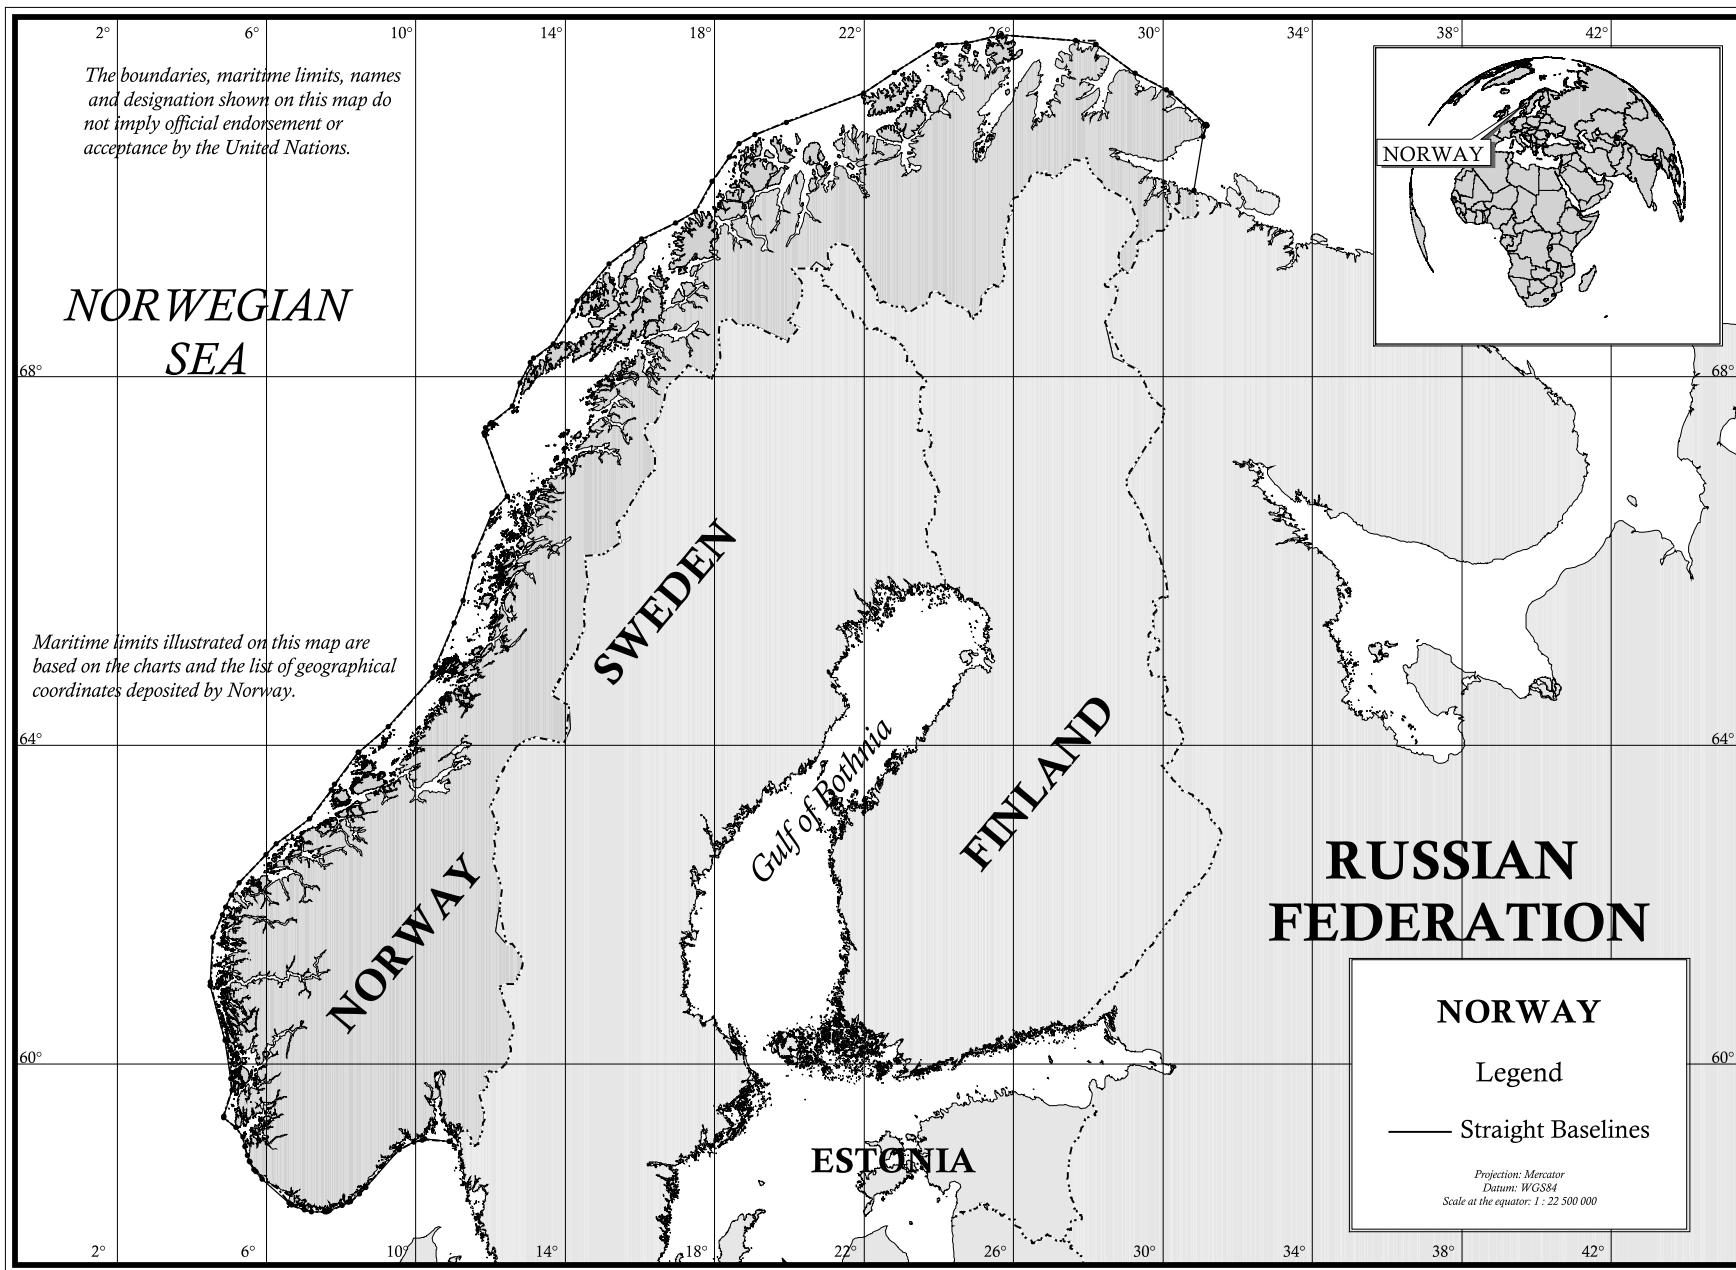 2° 6° 10° 14° 18° 22° 26° 30° 34° 38° 42°
The boundaries, maritime limits, names
and designation shown on this map do
not imply official endorsement or
acceptance by the United Nations.
NORWAY
NORWEGIAN
SEA
68° 68°
SWEDEN
Maritime limits illustrated on this map are
based on the charts and the list of geographical
coordinates deposited by Norway.
64° 64°
Gulf of Bothnia
FINLAND
NORWAY
RUSSIAN
FEDERATION
60° 60°
ESTONIA
NORWAY
Legend
Straight Baselines
Projection: Mercator
Datum: WGS84
Scale at the equator: 1 : 22 500 000
2° 6° 10° 14° 18° 22° 26° 30° 34° 38° 42°